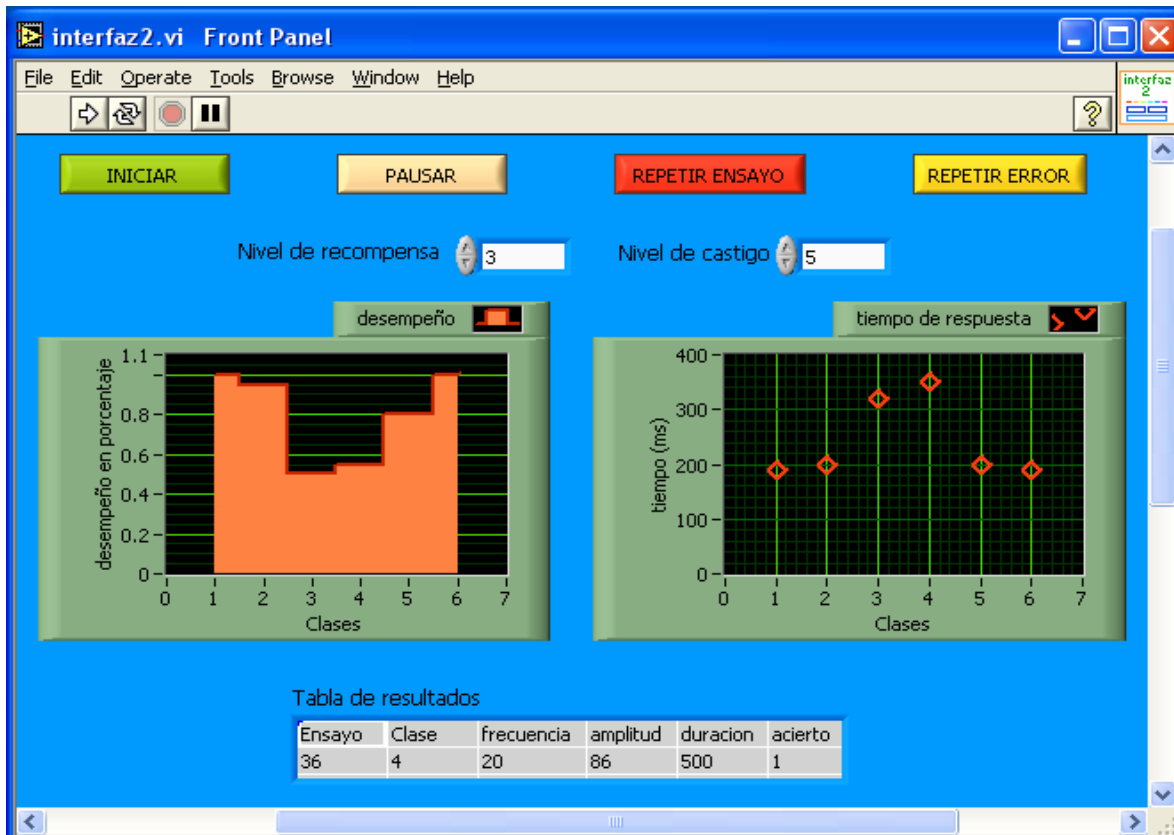 interfaz2.vi Front Panel
File Edit Operate Tools Browse Window Help
interfaz
2
?
INICIAR PAUSAR REPETIR ENSAYO REPETIR ERROR
Nivel de recompensa 3 Nivel de castigo 5
desempeño
desempeño en porcentaje
1.1
0.8
0.6
0.4
0.2
0
0 1 2 3 4 5 6 7
Clases
tiempo de respuesta
tiempo (ms)
400
300
200
100
0
0 1 2 3 4 5 6 7
Clases
Tabla de resultados
Ensayo Clase frecuencia amplitud duracion acierto
36 4 20 86 500 1